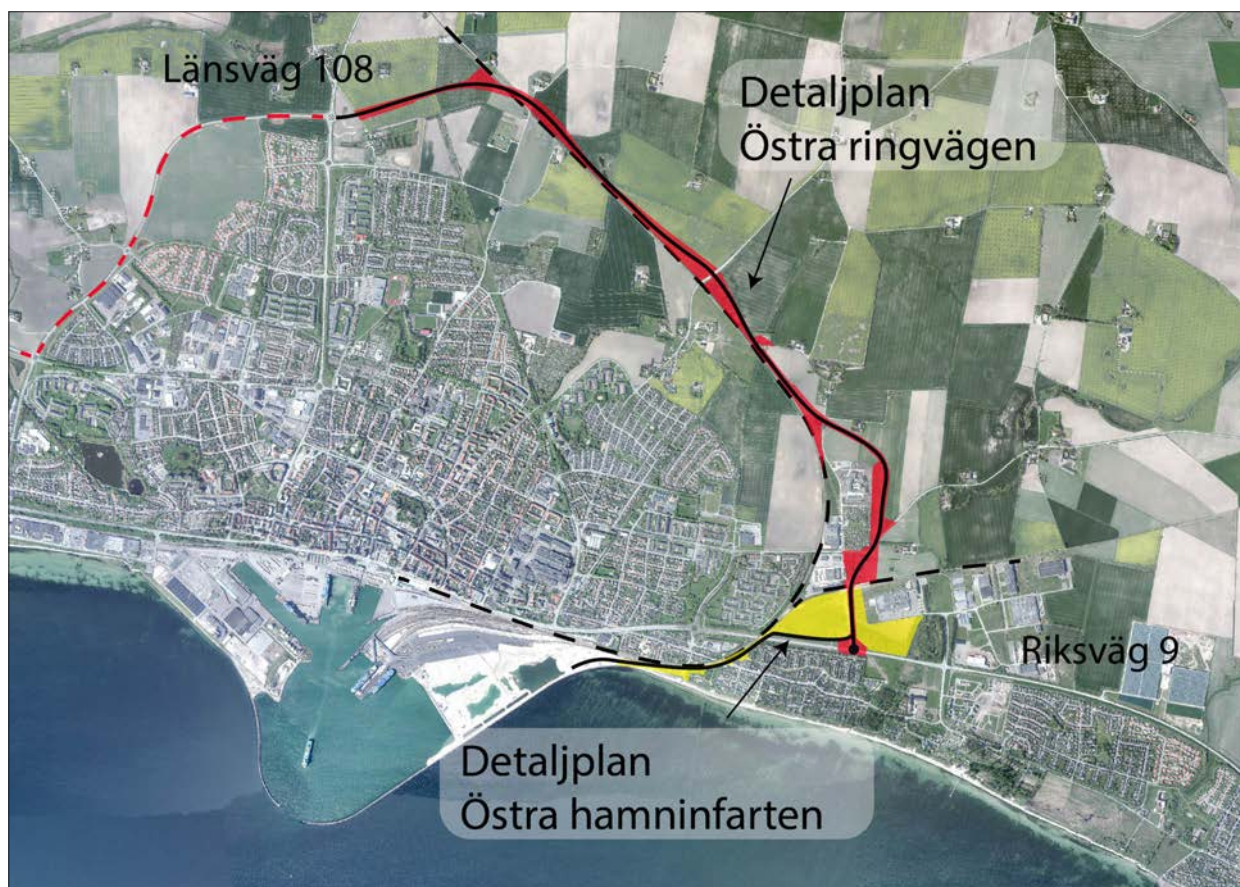 Länsväg 108
Detaljplan
Östra ringvägen
Riksväg 9
Detaljplan
Östra hamninfarten